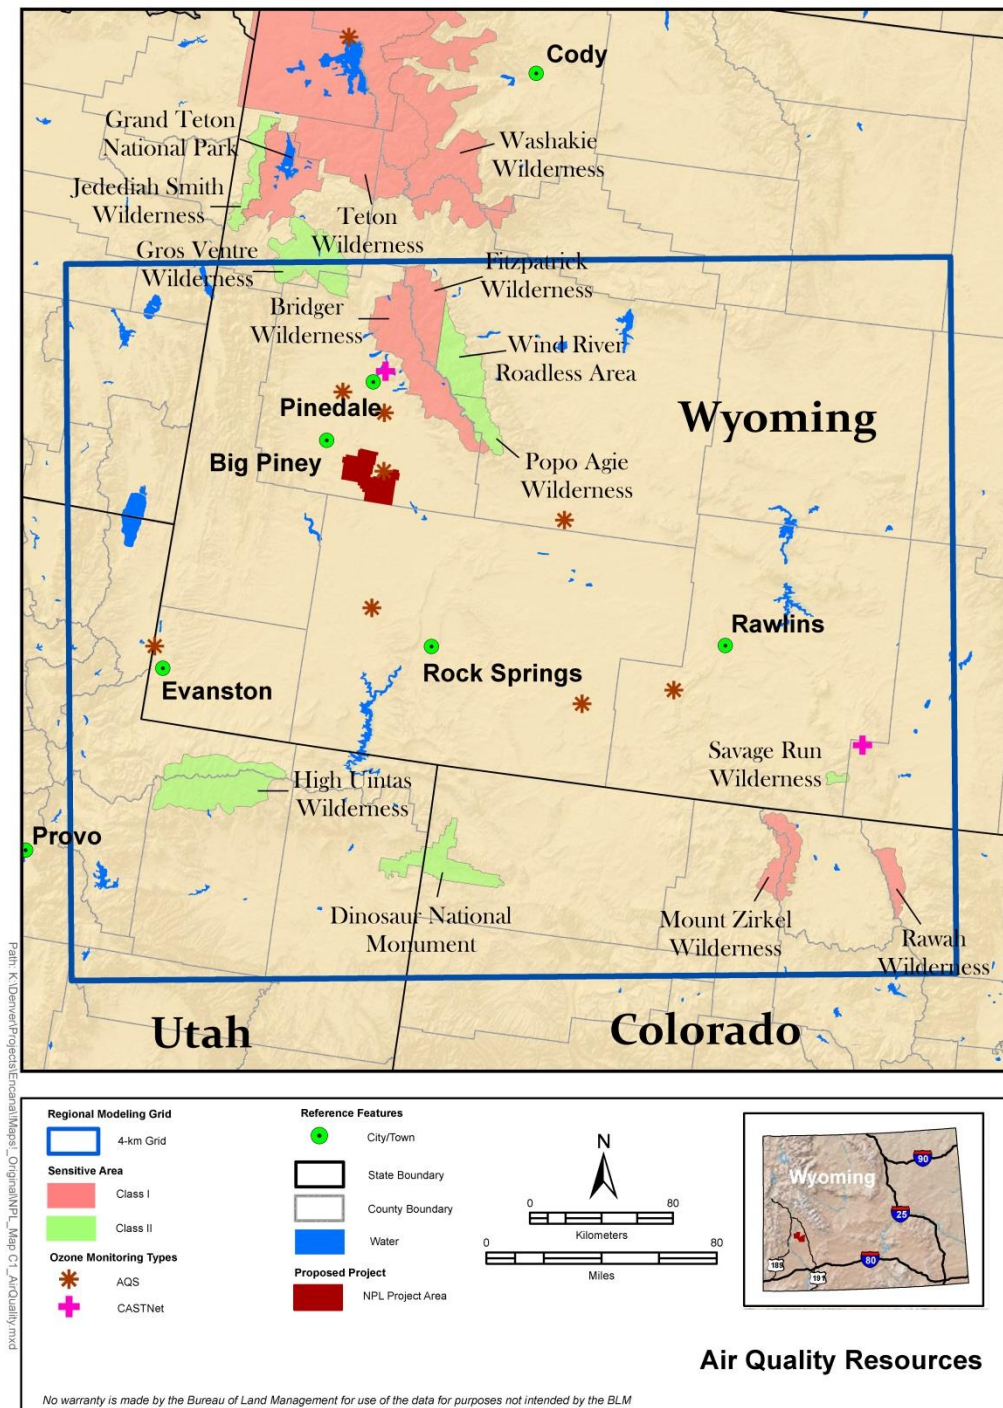 Cody
Grand Teton
National Park
Washakie
Wilderness
Jedediah Smith
Wilderness
Teton
Wilderness
Gros Ventre
Wilderness
Fitzpatrick
Wilderness
Bridger
Wilderness
Wind River
Roadless Area
Pinedale
Wyoming
Big Piney
Popo Agie
Wilderness
Rawlins
Rock Springs
Evanston
Savage Run
Wilderness
High Uintas
Wilderness
Provo
Dinosaur National
Monument
Mount Zirkel
Wilderness
Rawah
Wilderness
Utah
Colorado
Path: K:\Denver\Projects\Encana\!Maps!_Original\NPL_Map C1_AirQuality.mxd
Regional Modeling Grid
4-km Grid
Sensitive Area
Class I
Class II
Ozone Monitoring Types
AQS
CASTNet
Reference Features
City/Town
State Boundary
County Boundary
Water
Proposed Project
NPL Project Area
N
0 80
Kilometers
0 80
Miles
Wyoming
90
25
80
189
191
Air Quality Resources
No warranty is made by the Bureau of Land Management for use of the data for purposes not intended by the BLM